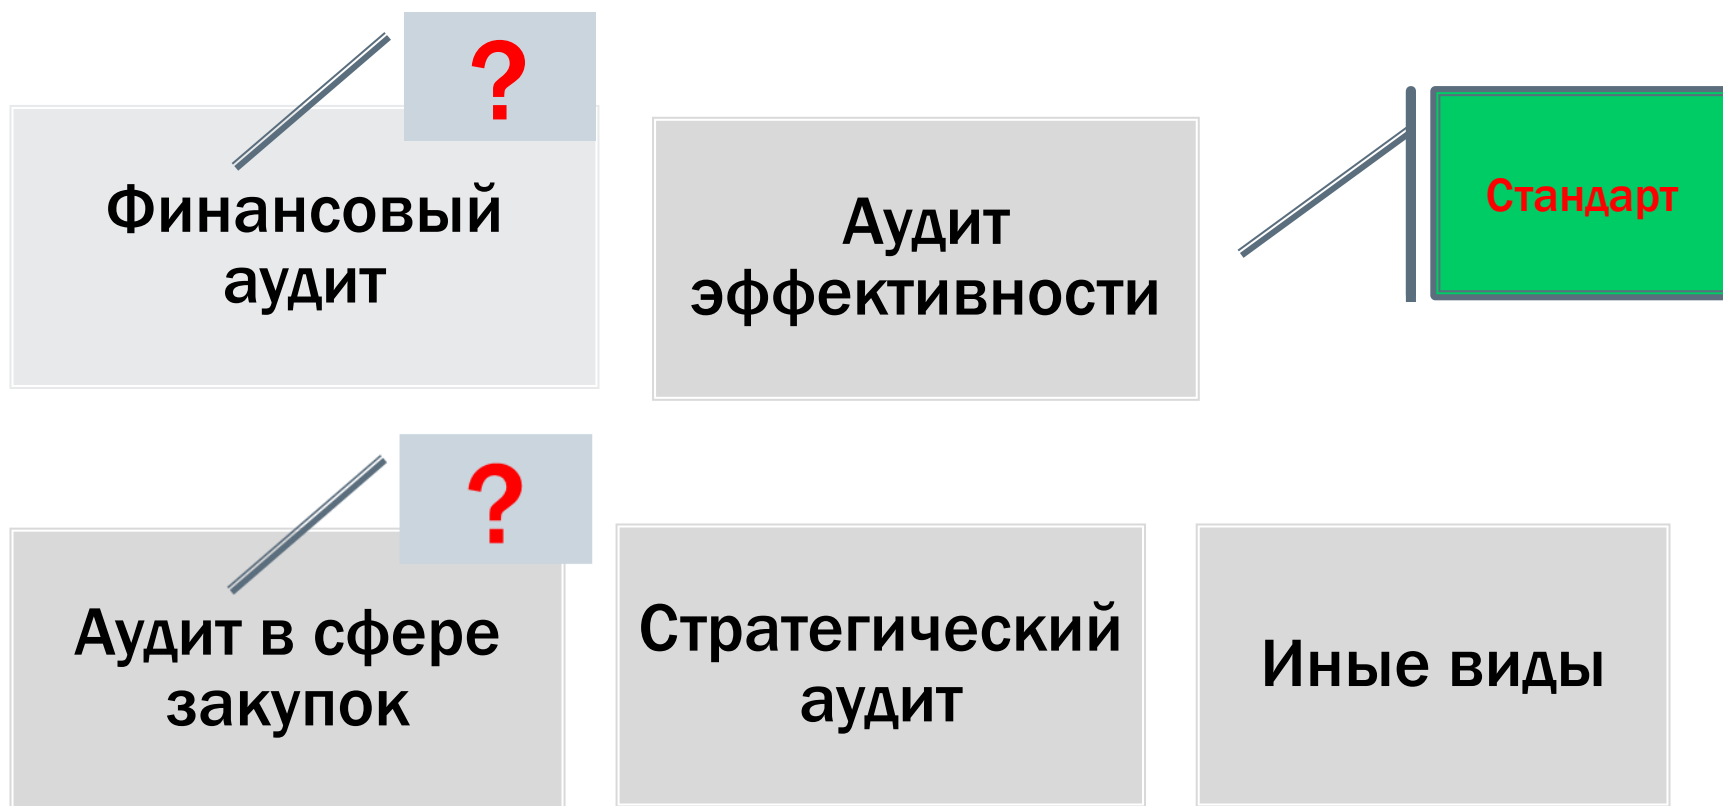 ?
Финансовый
аудит
Аудит
эффективности
Стандарт
?
Аудит в сфере
закупок
Стратегический
аудит
Иные виды